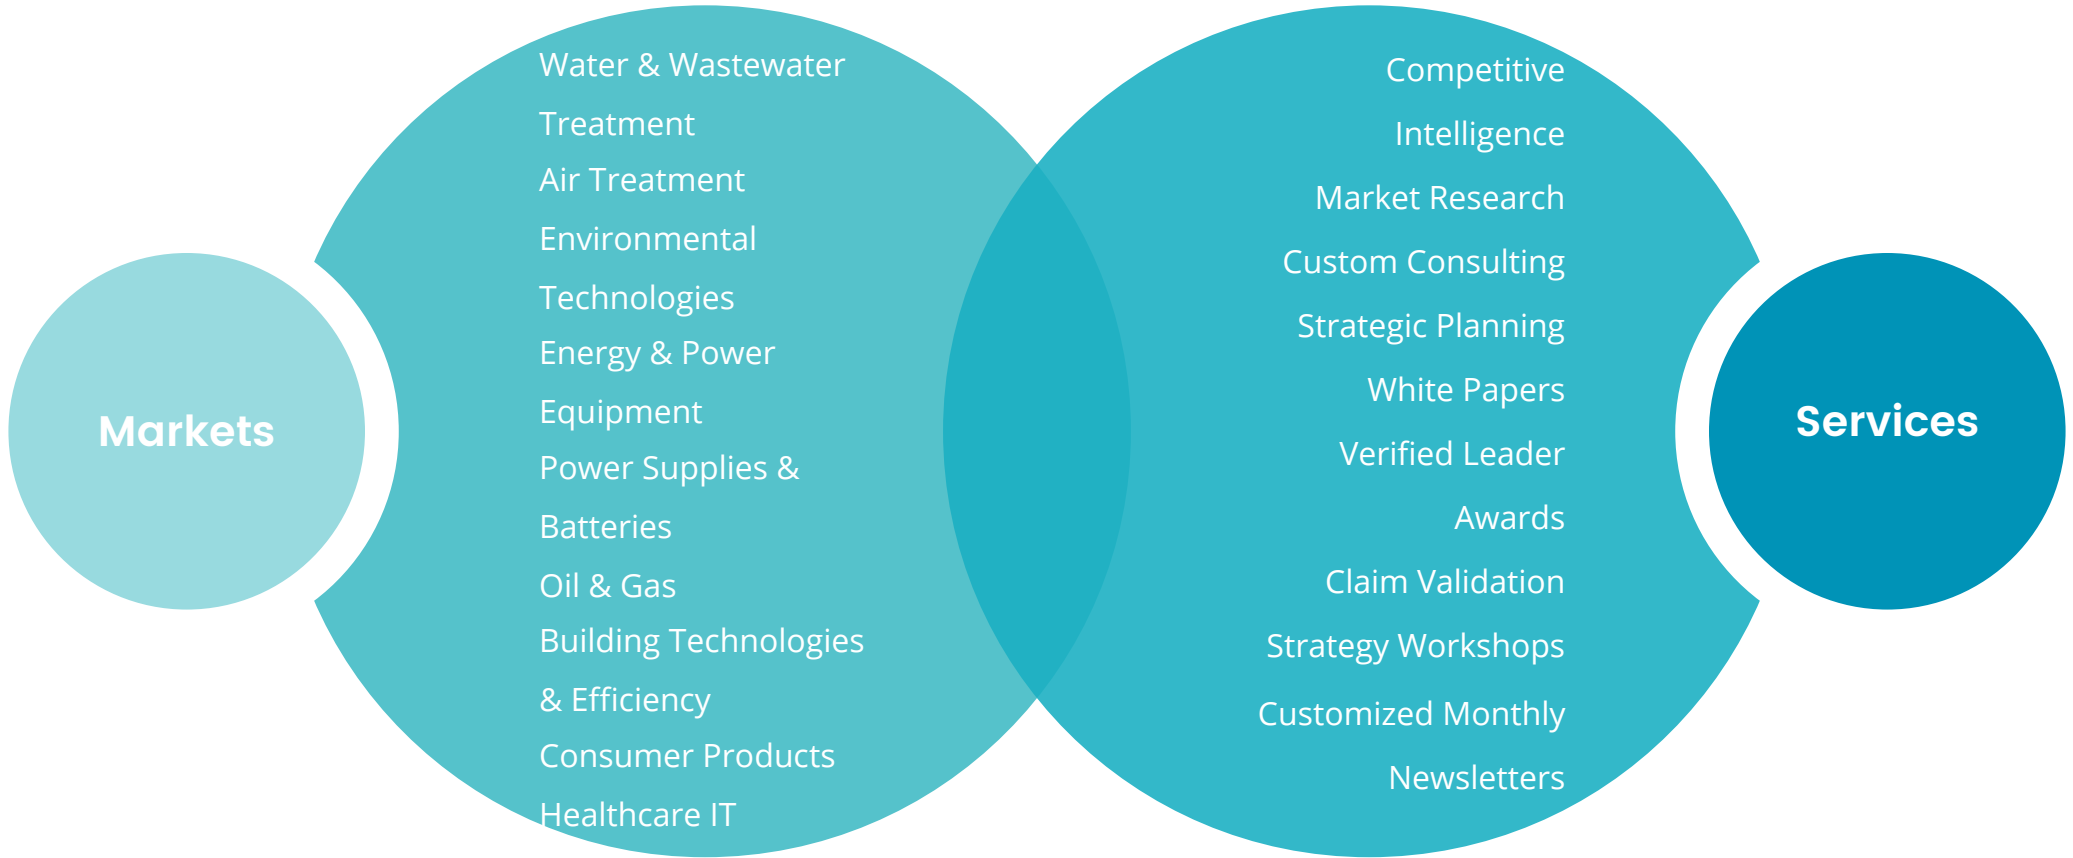 Markets
Water & Wastewater
Treatment
Air Treatment
Environmental
Technologies
Energy & Power
Equipment
Power Supplies &
Batteries
Oil & Gas
Building Technologies
& Efficiency
Consumer Products
Healthcare IT
Competitive
Intelligence
Market Research
Custom Consulting
Strategic Planning
White Papers
Verified Leader
Awards
Claim Validation
Strategy Workshops
Customized Monthly
Newsletters
Services